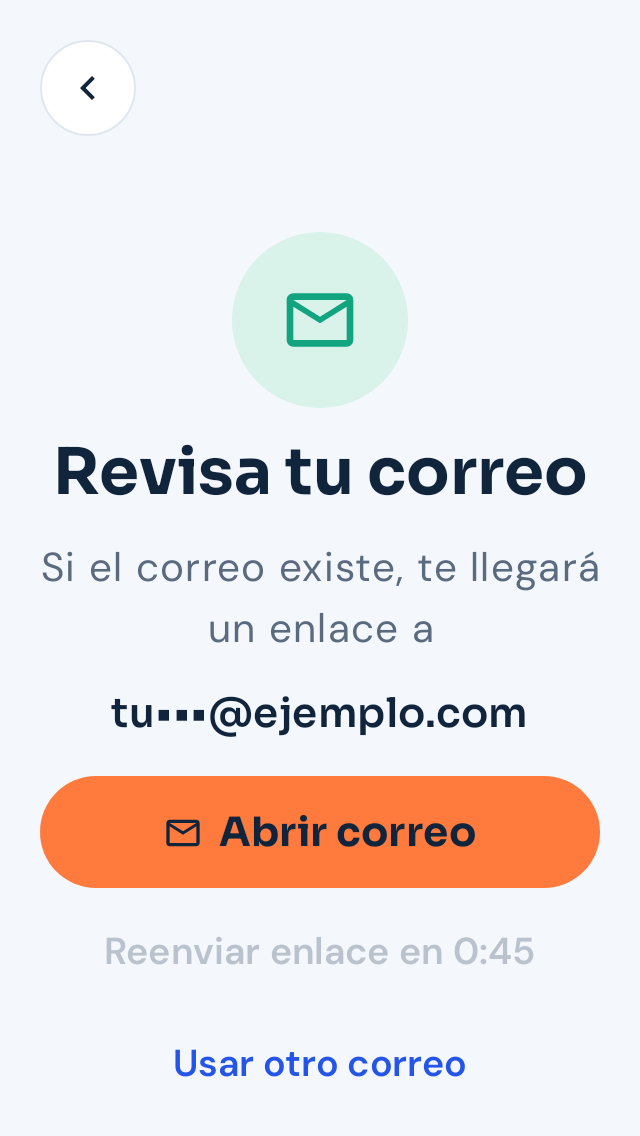 Revisa tu correo
Si el correo existe, te llegará
un enlace a
tu▪▪▪@ejemplo.com
Abrir correo
Reenviar enlace en 0:45
Usar otro correo